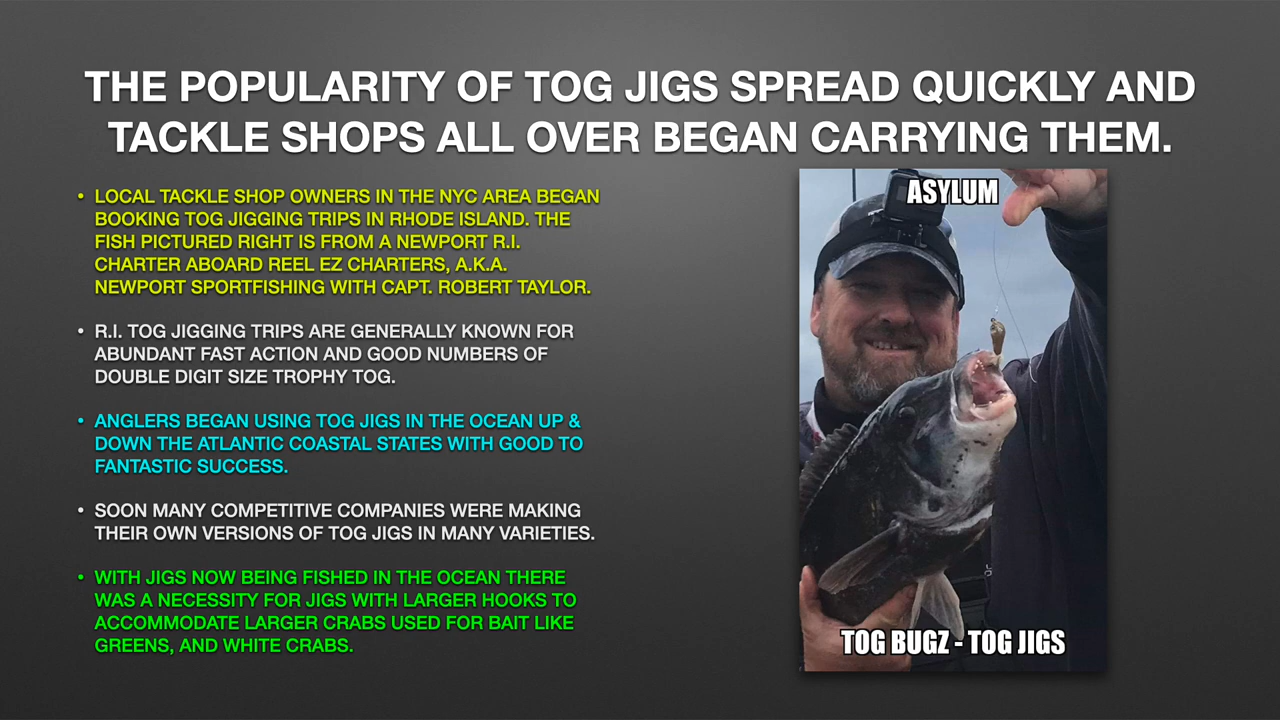 THE POPULARITY OF TOG JIGS SPREAD QUICKLY AND
TACKLE SHOPS ALL OVER BEGAN CARRYING THEM.
• LOCAL TACKLE SHOP OWNERS IN THE NYC AREA BEGAN
BOOKING TOG JIGGING TRIPS IN RHODE ISLAND. THE
FISH PICTURED RIGHT IS FROM A NEWPORT R.I.
CHARTER ABOARD REEL EZ CHARTERS, A.K.A.
NEWPORT SPORTFISHING WITH CAPT. ROBERT TAYLOR.
• R.I. TOG JIGGING TRIPS ARE GENERALLY KNOWN FOR
ABUNDANT FAST ACTION AND GOOD NUMBERS OF
DOUBLE DIGIT SIZE TROPHY TOG.
• ANGLERS BEGAN USING TOG JIGS IN THE OCEAN UP &
DOWN THE ATLANTIC COASTAL STATES WITH GOOD TO
FANTASTIC SUCCESS.
• SOON MANY COMPETITIVE COMPANIES WERE MAKING
THEIR OWN VERSIONS OF TOG JIGS IN MANY VARIETIES.
• WITH JIGS NOW BEING FISHED IN THE OCEAN THERE
WAS A NECESSITY FOR JIGS WITH LARGER HOOKS TO
ACCOMMODATE LARGER CRABS USED FOR BAIT LIKE
GREENS, AND WHITE CRABS.
ASYLUM
TOG BUGZ - TOG JIGS